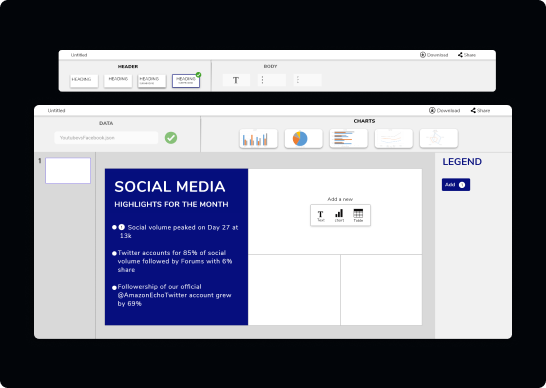 Untitled
Download Share
HEADER
BODY
HEADING
HEADING
HEADING
HEADING
T
Untitled
Download Share
DATA
CHARTS
YoutubevsFacebook.json
1
LEGEND
Add
SOCIAL MEDIA
HIGHLIGHTS FOR THE MONTH
Social volume peaked on Day 27 at
13k
Twitter accounts for 85% of social
volume followed by Forums with 6%
share
Followership of our official
@AmazonEchoTwitter account grew
by 69%
Add a new
T
Text chart Table